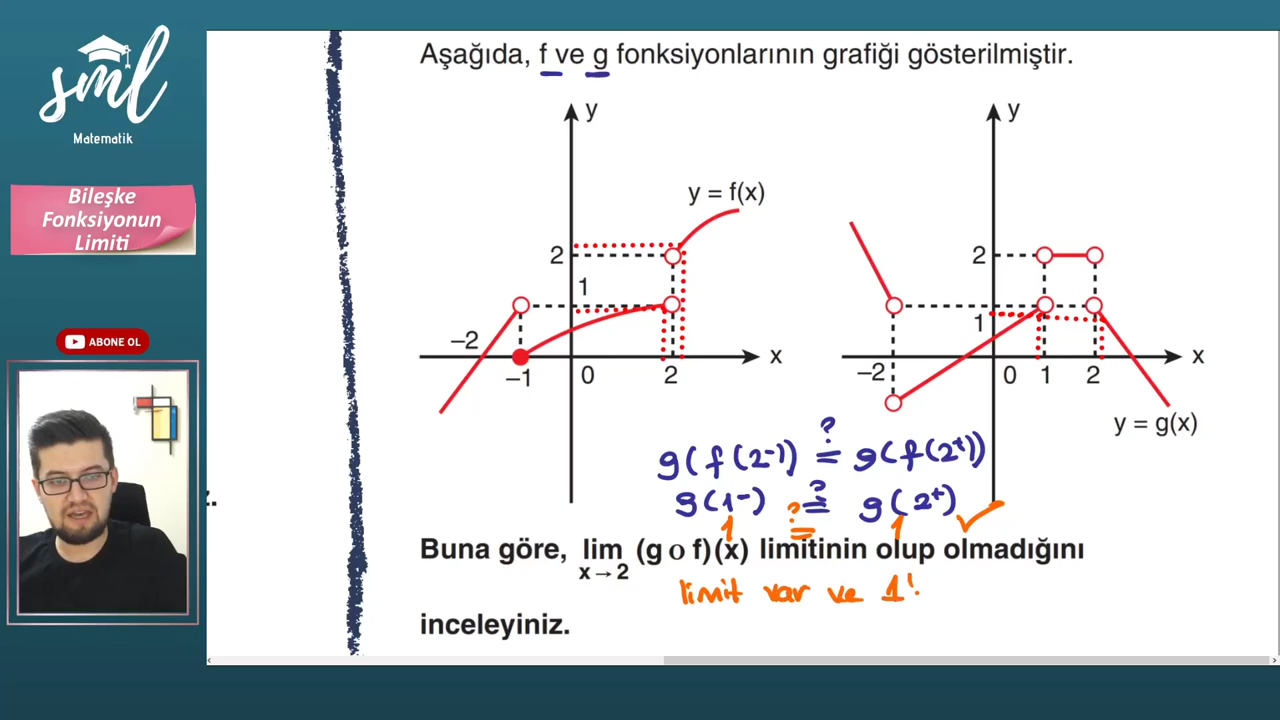 sml
Matematik
Bileşke
Fonksiyonun
Limiti
ABONE OL
Aşağıda, f ve g fonksiyonlarının grafiği gösterilmiştir.
y
y = f(x)
2
1
–2
–1
0
2
x
y
2
1
–2
0
1
2
x
y = g(x)
g(f(2-)) ?= g(f(2+))
g(1-) ?= g(2+)
1 ?= 1
Buna göre, lim (g o f)(x) limitinin olup olmadığını
x→2
limit var ve 1'
inceleyiniz.
z.